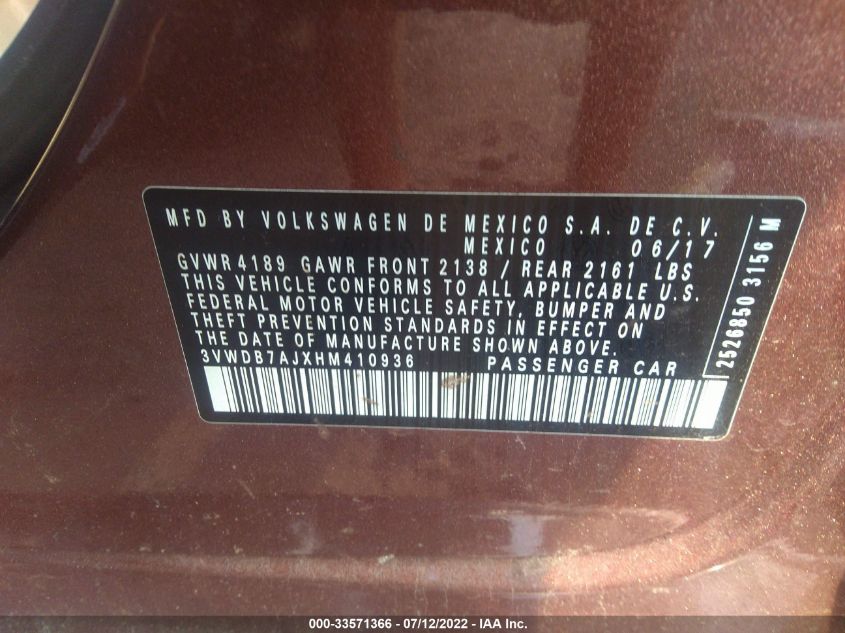 MFD BY VOLKSWAGEN DE MEXICO S.A. DE C.V.
MEXICO 06/17
GVWR 4189 GAWR FRONT 2138 / REAR 2161 LBS
THIS VEHICLE CONFORMS TO ALL APPLICABLE U.S.
FEDERAL MOTOR VEHICLE SAFETY, BUMPER AND
THEFT PREVENTION STANDARDS IN EFFECT ON
THE DATE OF MANUFACTURE SHOWN ABOVE.
3VWDB7AJXHM410936 PASSENGER CAR
2526850 3156 M
000-33571366 - 07/12/2022 - IAA Inc.